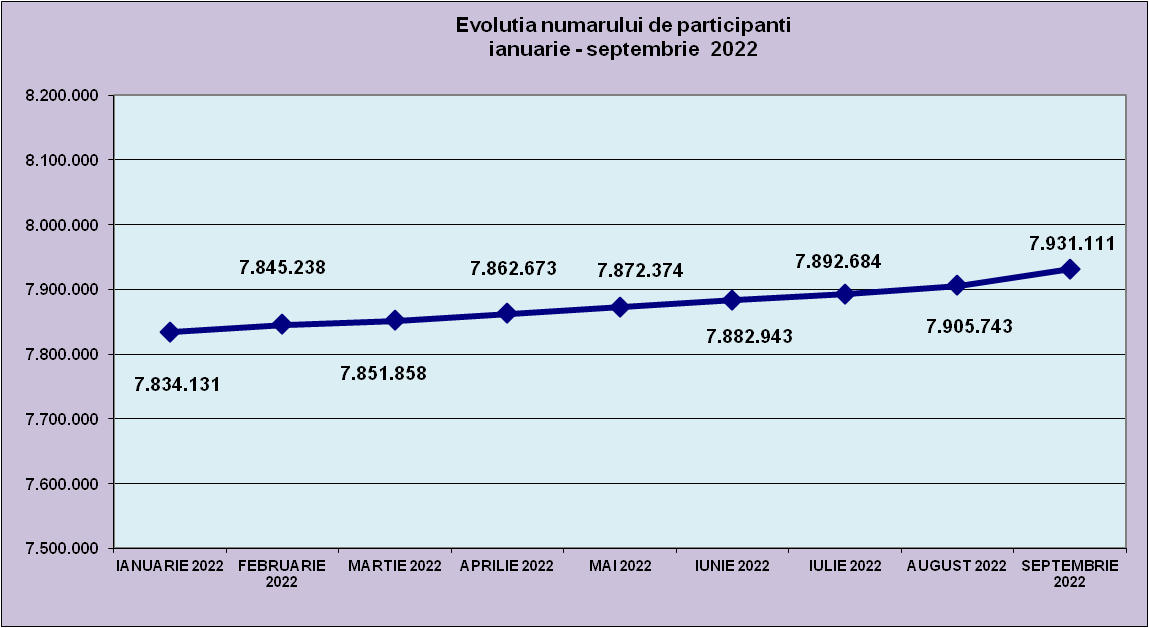 Evolutia numarului de participanti
ianuarie - septembrie 2022
8.200.000
8.100.000
8.000.000
7.900.000
7.800.000
7.700.000
7.600.000
7.500.000
7.834.131
7.845.238
7.851.858
7.862.673
7.872.374
7.882.943
7.892.684
7.905.743
7.931.111
IANUARIE 2022
FEBRUARIE
2022
MARTIE 2022
APRILIE 2022
MAI 2022
IUNIE 2022
IULIE 2022
AUGUST 2022
SEPTEMBRIE
2022